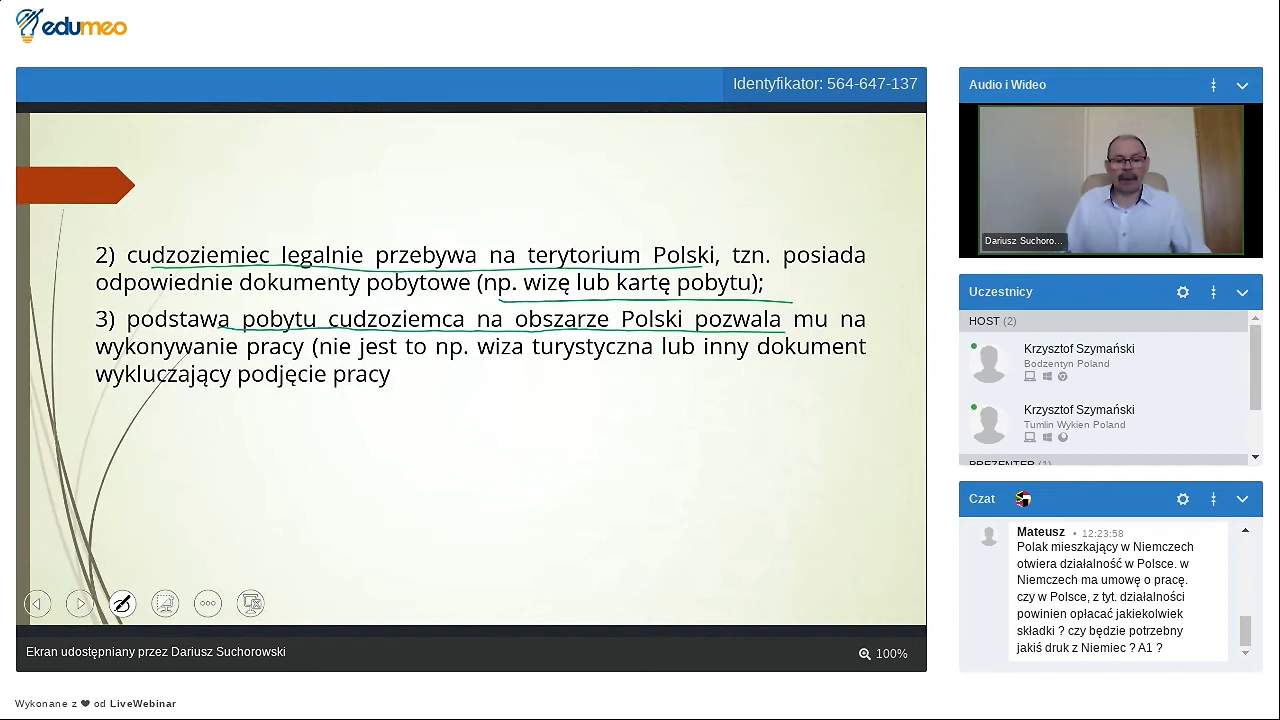 edumeo
Identyfikator: 564-647-137
2) cudzoziemiec legalnie przebywa na terytorium Polski, tzn. posiada
odpowiednie dokumenty pobytowe (np. wizę lub kartę pobytu);
3) podstawa pobytu cudzoziemca na obszarze Polski pozwala mu na
wykonywanie pracy (nie jest to np. wiza turystyczna lub inny dokument
wykluczający podjęcie pracy
Ekran udostępniany przez Dariusz Suchorowski
100%
Audio i Wideo
Dariusz Suchoro...
Uczestnicy
HOST (2)
Krzysztof Szymański
Bodzentyn Poland
Krzysztof Szymański
Tumlin Wykien Poland
PREZENTER (1)
Czat
Mateusz • 12:23:58
Polak mieszkający w Niemczech
otwiera działalność w Polsce. w
Niemczech ma umowę o pracę.
czy w Polsce, z tyt. działalności
powinien opłacać jakiekolwiek
składki ? czy będzie potrzebny
jakiś druk z Niemiec ? A1 ?
Wykonane z ❤ od LiveWebinar